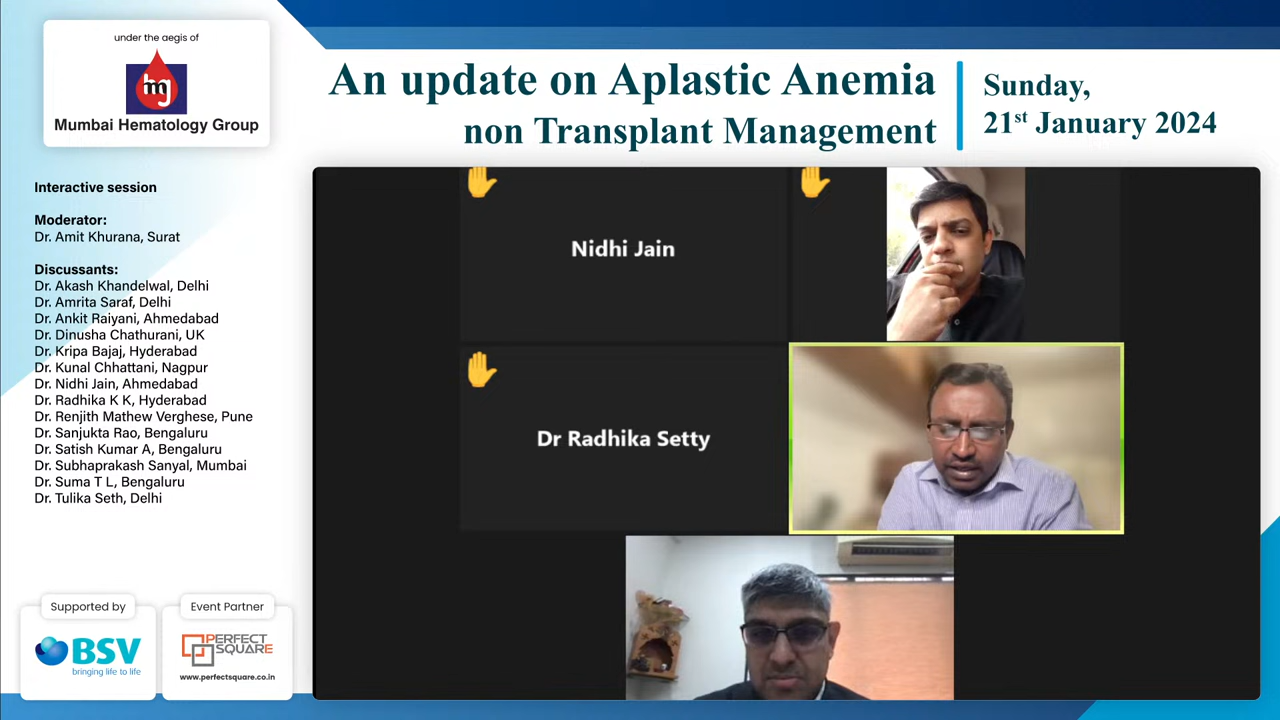 under the aegis of
hg
Mumbai Hematology Group
An update on Aplastic Anemia
non Transplant Management
Sunday,
21st January 2024
Interactive session
Moderator:
Dr. Amit Khurana, Surat
Discussants:
Dr. Akash Khandelwal, Delhi
Dr. Amrita Saraf, Delhi
Dr. Ankit Raiyani, Ahmedabad
Dr. Dinusha Chathurani, UK
Dr. Kripa Bajaj, Hyderabad
Dr. Kunal Chhattani, Nagpur
Dr. Nidhi Jain, Ahmedabad
Dr. Radhika K K, Hyderabad
Dr. Renjith Mathew Verghese, Pune
Dr. Sanjukta Rao, Bengaluru
Dr. Satish Kumar A, Bengaluru
Dr. Subhaprakash Sanyal, Mumbai
Dr. Suma T L, Bengaluru
Dr. Tulika Seth, Delhi
Nidhi Jain
Dr Radhika Setty
Supported by
BSV
bringing life to life
Event Partner
PERFECT
SQUARE
www.perfectsquare.co.in